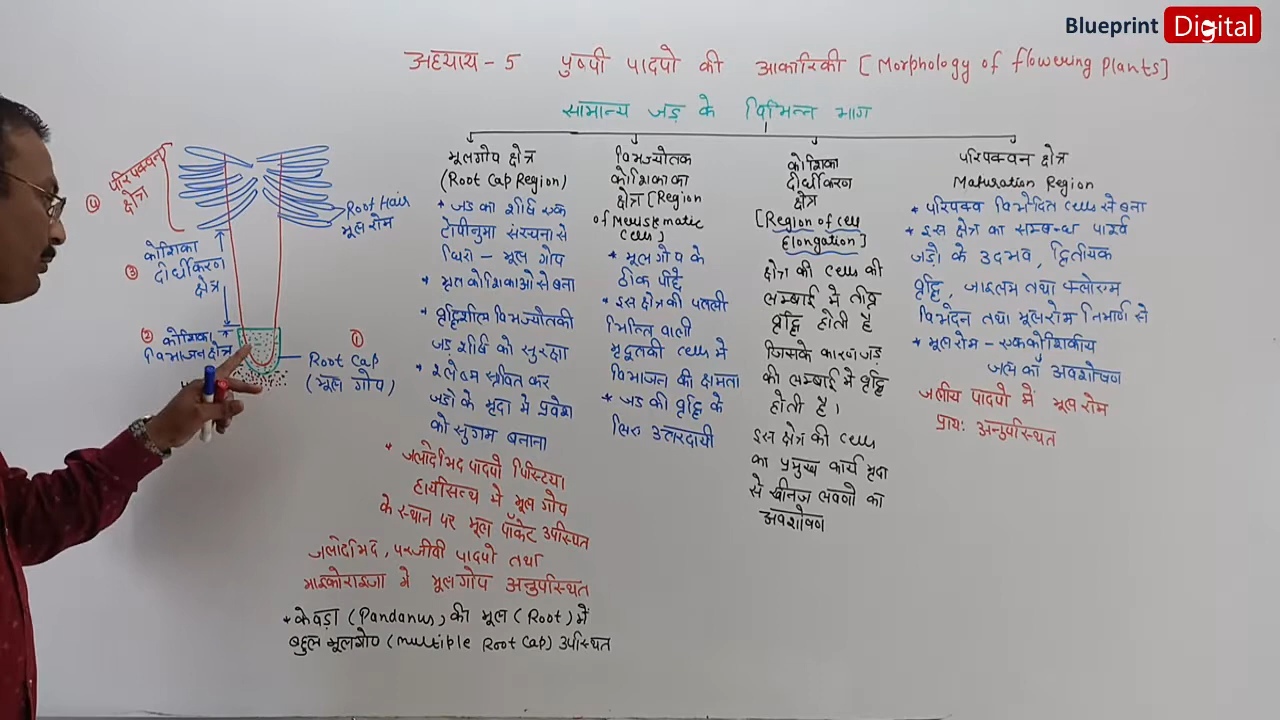 Blueprint Digital
अध्याय - 5 पुष्पी पादपो की आकारिकी [Morphology of flowering Plants]
सामान्य जड़ के विभिन्न भाग
④ परिपक्वन क्षेत्र
Root Hair
मूलरोम
③ कोशिका
दीर्घीकरण
क्षेत्र
② कोशिका
विभाजन क्षेत्र
①
Root Cap
(मूल गोप)
मूलगोप क्षेत्र
(Root Cap Region)
* जड़ का शीर्ष एक
टोपीनुमा संरचना से
घिरी - मूल गोप
* मृत कोशिकाओ से बना
* वृद्धिशील विभज्योतकी
जड़ शीर्ष को सुरक्षा
* श्लेष्म स्त्रवित कर
जड़ो के मृदा मे प्रवेश
को सुगम बनाना
* जलोदभिद पादपो पिस्टिया
हार्यासिन्थ मे मूल गोप
के स्थान पर मूल पॉकेट उपस्थित
जलोदभिद, परजीवी पादपो तथा
माइकोराइजा मे मूलगोप अनुपस्थित
* केवड़ा (Pandanus) की मूल (Root) में
बहुल मूलगोप (multiple Root Cap) उपस्थित
विभज्योतक
कोशिका का
क्षेत्र [Region
of Meristematic
Cells]
* मूल गोप के
ठीक पीछे
* इस क्षेत्र की पतली
भित्ति वाली
मृदुतकी cells मे
विभाजन की क्षमता
* जड़ की वृद्धि के
लिए उत्तरदायी
कोशिका
दीर्घीकरण
क्षेत्र
[Region of cell
Elongation]
क्षेत्र की cells की
लम्बाई मे तीव्र
वृद्धि होती है
जिसके कारण जड़
की लम्बाई मे वृद्धि
होती है।
इस क्षेत्र की cells
का प्रमुख कार्य मृदा
से खनिज लवणो का
अवशोषण
परिपक्वन क्षेत्र
Maturation Region
* परिपक्व विभेदित cells से बना
* इस क्षेत्र का सम्बन्ध पार्श्व
जड़ो के उदभव, द्वितीयक
वृद्धि, जाइलम तथा फ्लोएम
विभेदन तथा मूलरोम निर्माण से
* मूलरोम - एककोशिकीय
जल का अवशोषण
जलीय पादपो में मूल रोम
प्रायः अनुपस्थित